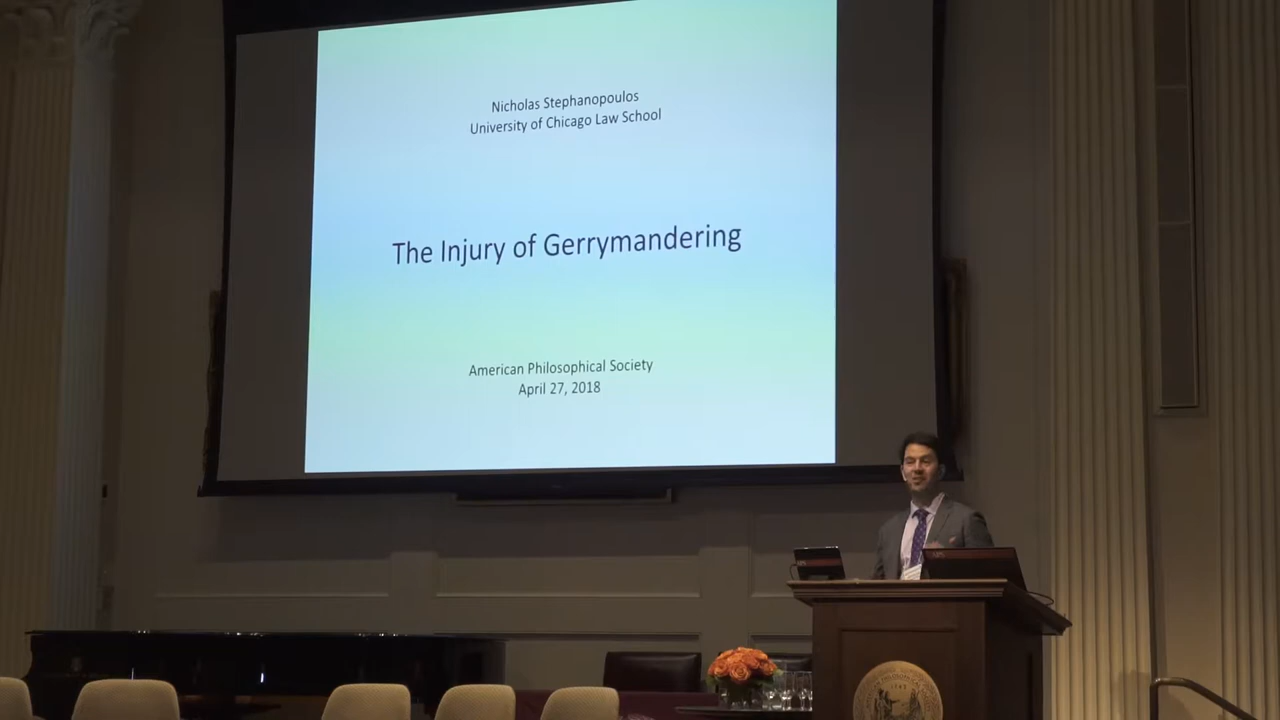 Nicholas Stephanopoulos
University of Chicago Law School
The Injury of Gerrymandering
American Philosophical Society
April 27, 2018